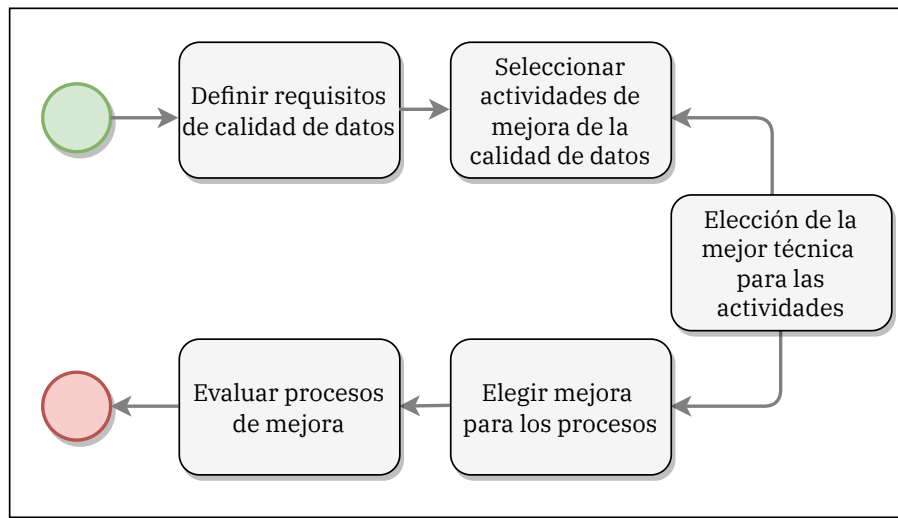 Definir requisitos
de calidad de datos
Seleccionar
actividades de
mejora de la
calidad de datos
Elección de la
mejor técnica
para las
actividades
Evaluar procesos
de mejora
Elegir mejora
para los procesos